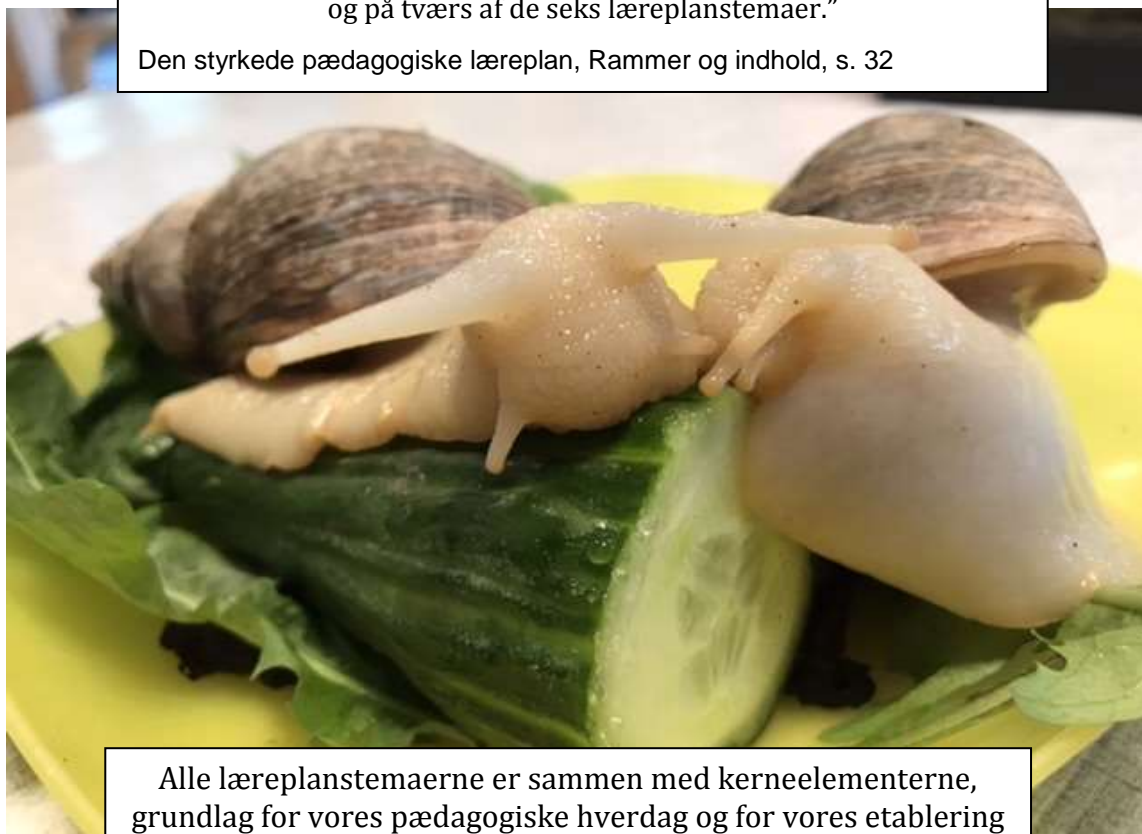 og på tværs af de seks læreplanstemaer.”
Den styrkede pædagogiske læreplan, Rammer og indhold, s. 32
Alle læreplanstemaerne er sammen med kerneelementerne,
grundlag for vores pædagogiske hverdag og for vores etablering